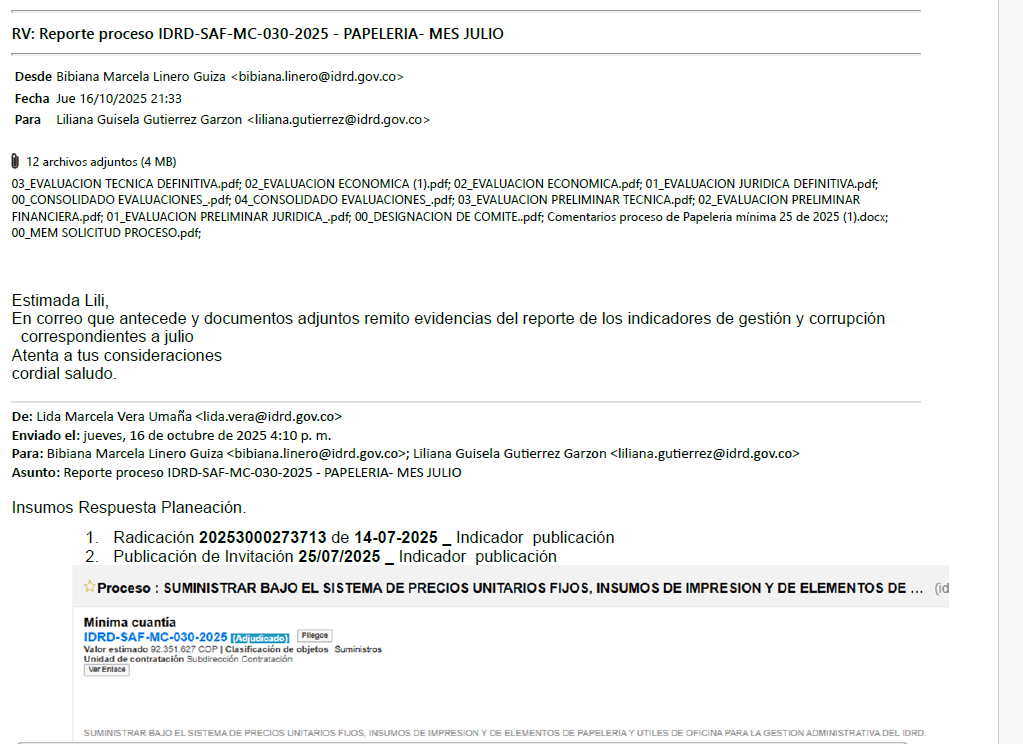 RV: Reporte proceso IDRD-SAF-MC-030-2025 - PAPELERIA- MES JULIO
Desde Bibiana Marcela Linero Guiza <bibiana.linero@idrd.gov.co>
Fecha Jue 16/10/2025 21:33
Para Liliana Guisela Gutierrez Garzon <liliana.gutierrez@idrd.gov.co>
12 archivos adjuntos (4 MB)
03_EVALUACION TECNICA DEFINITIVA.pdf; 02_EVALUACION ECONOMICA (1).pdf; 02_EVALUACION ECONOMICA.pdf; 01_EVALUACION JURIDICA DEFINITIVA.pdf;
00_CONSOLIDADO EVALUACIONES_.pdf; 04_CONSOLIDADO EVALUACIONES_.pdf; 03_EVALUACION PRELIMINAR TECNICA.pdf; 02_EVALUACION PRELIMINAR
FINANCIERA.pdf; 01_EVALUACION PRELIMINAR JURIDICA_.pdf; 00_DESIGNACION DE COMITE..pdf; Comentarios proceso de Papeleria mínima 25 de 2025 (1).docx;
00_MEM SOLICITUD PROCESO.pdf;
Estimada Lili,
En correo que antecede y documentos adjuntos remito evidencias del reporte de los indicadores de gestión y corrupción
correspondientes a julio
Atenta a tus consideraciones
cordial saludo.
De: Lida Marcela Vera Umaña <lida.vera@idrd.gov.co>
Enviado el: jueves, 16 de octubre de 2025 4:10 p. m.
Para: Bibiana Marcela Linero Guiza <bibiana.linero@idrd.gov.co>; Liliana Guisela Gutierrez Garzon <liliana.gutierrez@idrd.gov.co>
Asunto: Reporte proceso IDRD-SAF-MC-030-2025 - PAPELERIA- MES JULIO
Insumos Respuesta Planeación.
1. Radicación 20253000273713 de 14-07-2025 _ Indicador publicación
2. Publicación de Invitación 25/07/2025 _ Indicador publicación
Proceso : SUMINISTRAR BAJO EL SISTEMA DE PRECIOS UNITARIOS FIJOS, INSUMOS DE IMPRESION Y DE ELEMENTOS DE ... (id
Mínima cuantía
IDRD-SAF-MC-030-2025 [Adjudicado] Pliegos
Valor estimado 92.351.627 COP | Clasificación de objetos Suministros
Unidad de contratación Subdirección Contratación
Ver Enlace
SUMINISTRAR BAJO EL SISTEMA DE PRECIOS UNITARIOS FIJOS, INSUMOS DE IMPRESION Y DE ELEMENTOS DE PAPELERIA Y UTILES DE OFICINA PARA LA GESTION ADMINISTRATIVA DEL IDRD.